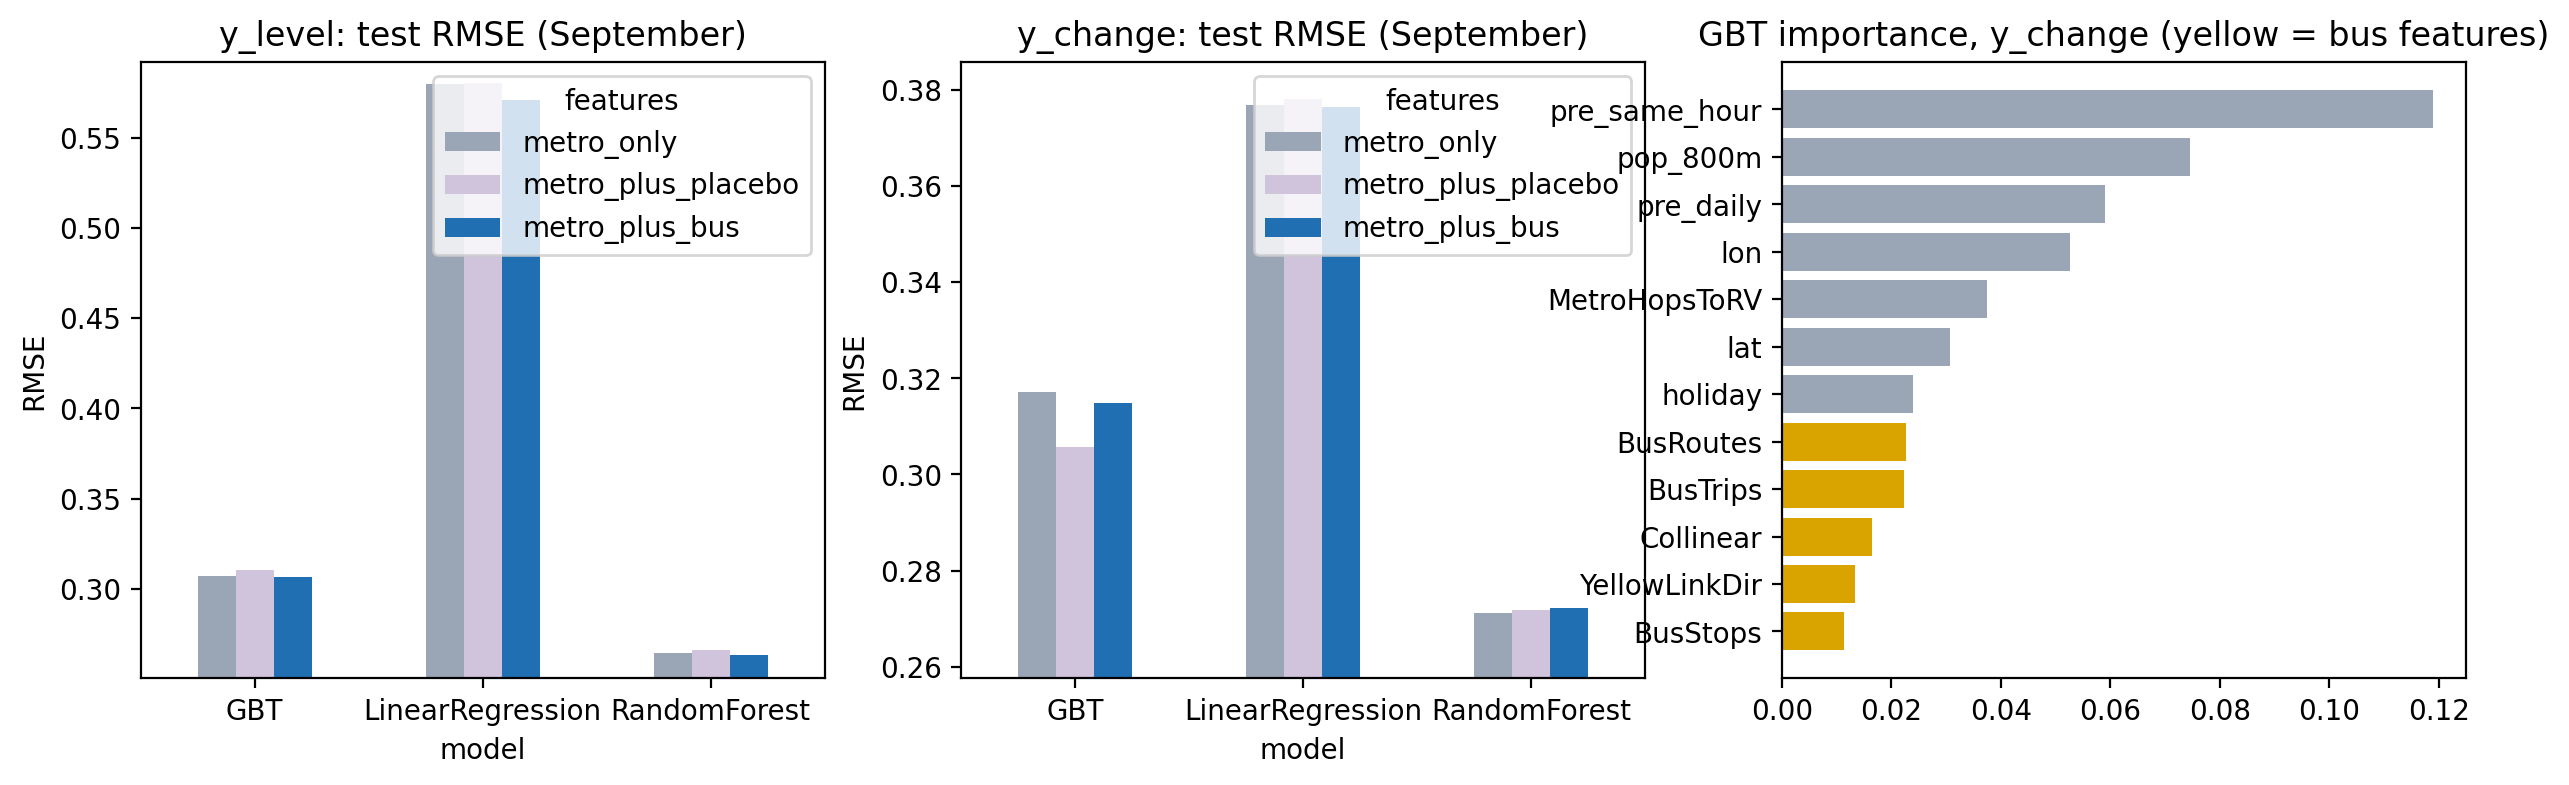 y_level: test RMSE (September)
RMSE
0.55
0.50
0.45
0.40
0.35
0.30
features
metro_only
metro_plus_placebo
metro_plus_bus
GBT
LinearRegression
RandomForest
model
y_change: test RMSE (September)
RMSE
0.38
0.36
0.34
0.32
0.30
0.28
0.26
features
metro_only
metro_plus_placebo
metro_plus_bus
GBT
LinearRegression
RandomForest
model
GBT importance, y_change (yellow = bus features)
pre_same_hour
pop_800m
pre_daily
lon
MetroHopsToRV
lat
holiday
BusRoutes
BusTrips
Collinear
YellowLinkDir
BusStops
0.00
0.02
0.04
0.06
0.08
0.10
0.12